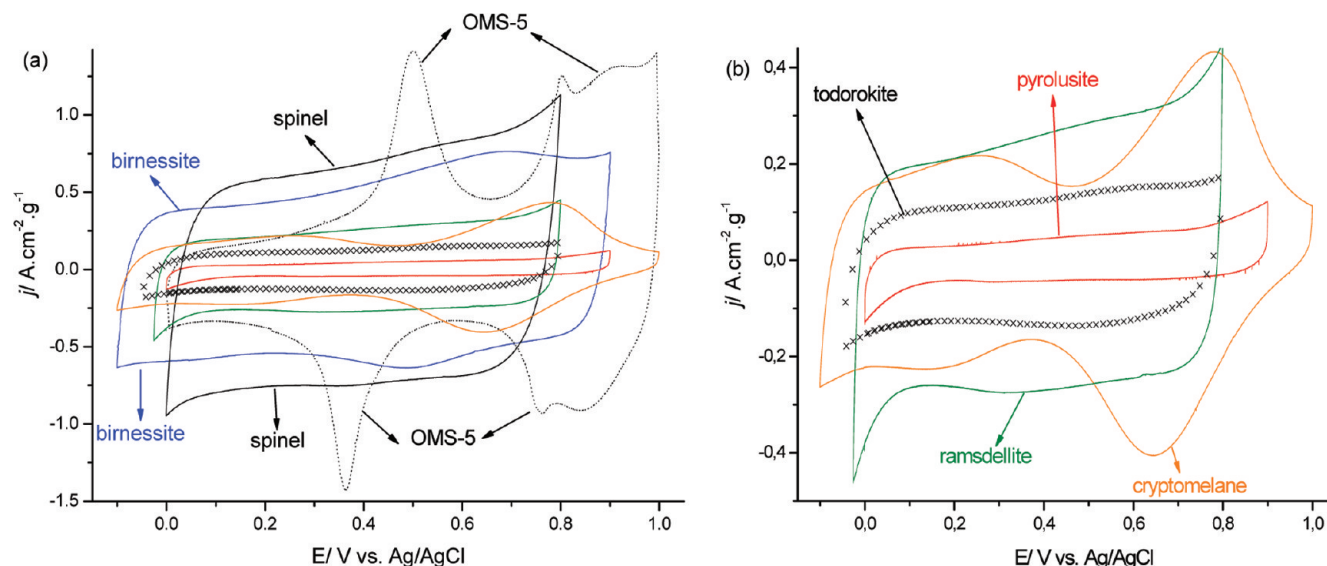 (a)
OMS-5
spinel
birnessite
birnessite
spinel
OMS-5
1.0
0.5
0.0
-0.5
-1.0
-1.5
j/ A.cm-2.g-1
0.0 0.2 0.4 0.6 0.8 1.0
E/ V vs. Ag/AgCl
(b)
pyrolusite
todorokite
ramsdellite
cryptomelane
0,4
0,2
0,0
-0,2
-0,4
j/ A.cm-2.g-1
0,0 0,2 0,4 0,6 0,8 1,0
E/ V vs. Ag/AgCl